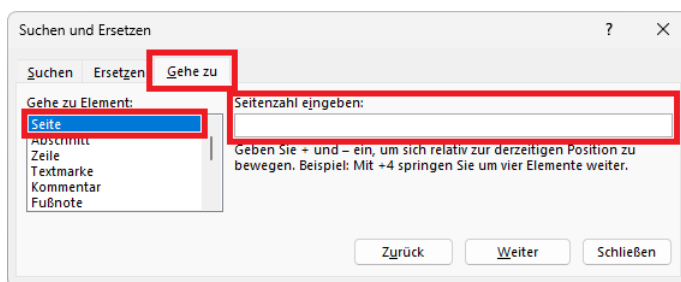 Suchen und Ersetzen ? ×
Suchen Ersetzen Gehe zu
Gehe zu Element:
Seite
Abschnitt
Zeile
Textmarke
Kommentar
Fußnote
Seitenzahl eingeben:
Geben Sie + und – ein, um sich relativ zur derzeitigen Position zu
bewegen. Beispiel: Mit +4 springen Sie um vier Elemente weiter.
Zurück Weiter Schließen